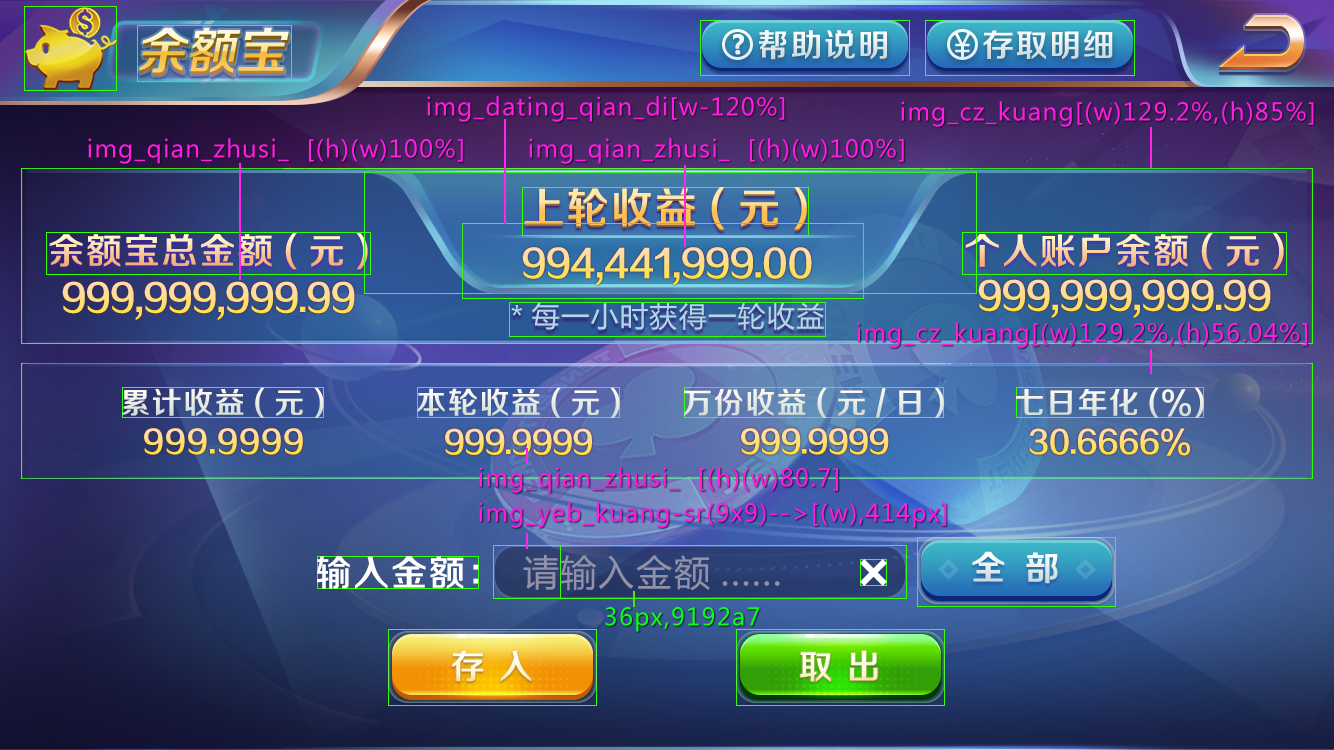 余额宝
?帮助说明
¥存取明细
img_dating_qian_di[w-120%]
img_cz_kuang[(w)129.2%,(h)85%]
img_qian_zhusi_ [(h)(w)100%]
img_qian_zhusi_ [(h)(w)100%]
上轮收益(元)
余额宝总金额(元)
994,441,999.00
个人账户余额(元)
999,999,999.99
999,999,999.99
* 每一小时获得一轮收益
img_cz_kuang[(w)129.2%,(h)56.04%]
累计收益(元)
本轮收益(元)
万份收益(元/日)
七日年化(%)
999.9999
999.9999
999.9999
30.6666%
img_qian_zhusi_ [(h)(w)80.7]
img_yeb_kuang-sr(9x9)-->[(w),414px]
输入金额:
请输入金额 ......
全 部
36px,9192a7
存 入
取 出